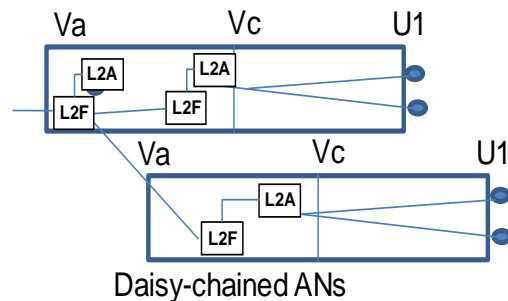 Va Vc U1
L2A L2A
L2F L2F
Va Vc U1
L2A
L2F
Daisy-chained ANs